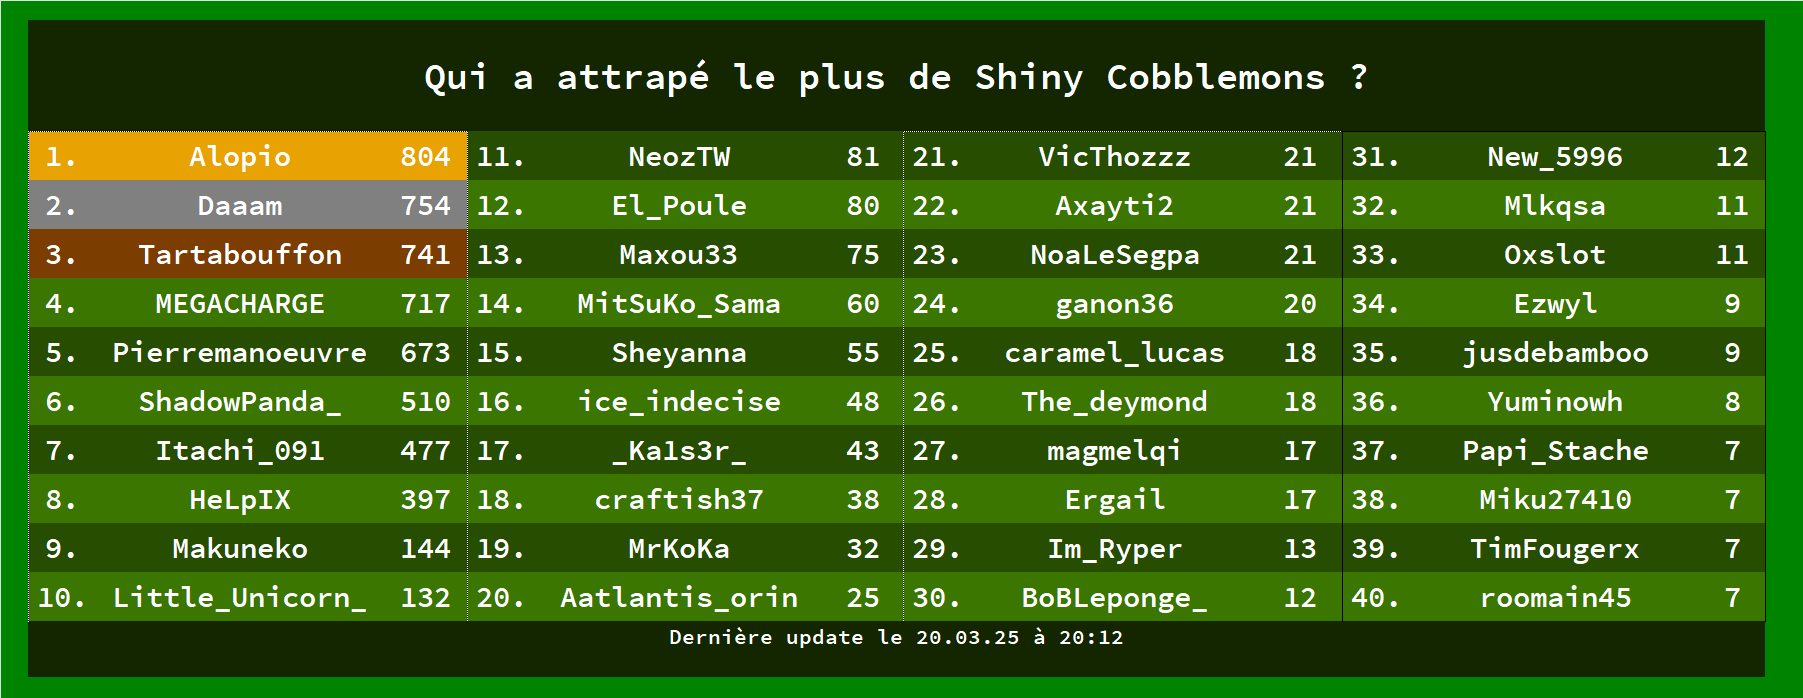 Qui a attrapé le plus de Shiny Cobblemons ?
1. Alopio 804 11. NeozTW 81 21. VicThozzz 21 31. New_5996 12
2. Daaam 754 12. El_Poule 80 22. Axayti2 21 32. Mlkqsa 11
3. Tartabouffon 741 13. Maxou33 75 23. NoaLeSegpa 21 33. Oxslot 11
4. MEGACHARGE 717 14. MitSuKo_Sama 60 24. ganon36 20 34. Ezwyl 9
5. Pierremanoeuvre 673 15. Sheyanna 55 25. caramel_lucas 18 35. jusdebamboo 9
6. ShadowPanda_ 510 16. ice_indecise 48 26. The_deymond 18 36. Yuminowh 8
7. Itachi_091 477 17. _Ka1s3r_ 43 27. magmelqi 17 37. Papi_Stache 7
8. HeLpIX 397 18. craftish37 38 28. Ergail 17 38. Miku27410 7
9. Makuneko 144 19. MrKoKa 32 29. Im_Ryper 13 39. TimFougerx 7
10. Little_Unicorn_ 132 20. Aatlantis_orin 25 30. BoBLeponge_ 12 40. roomain45 7
Dernière update le 20.03.25 à 20:12